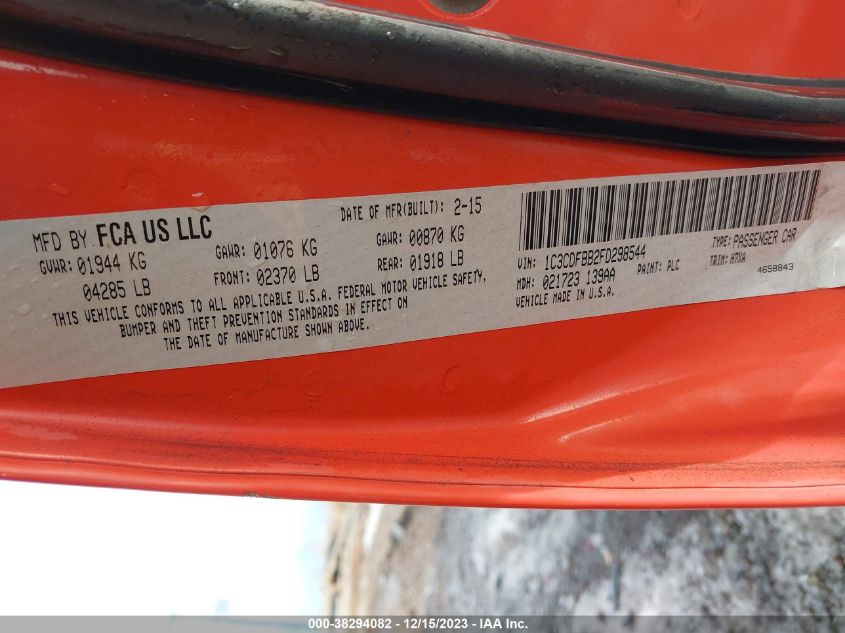 MFD BY FCA US LLC
DATE OF MFR(BUILT): 2-15
GVWR: 01944 KG
GAWR: 01076 KG
GAWR: 00870 KG
04285 LB
FRONT: 02370 LB
REAR: 01918 LB
THIS VEHICLE CONFORMS TO ALL APPLICABLE U.S.A. FEDERAL MOTOR VEHICLE SAFETY,
BUMPER AND THEFT PREVENTION STANDARDS IN EFFECT ON
THE DATE OF MANUFACTURE SHOWN ABOVE.
VIN: 1C3CDFBB2FD298544
TYPE: PASSENGER CAR
MDH: 021723 139AA
PAINT: PLC
TRIM: H7XA
VEHICLE MADE IN U.S.A.
4658843
000-38294082 - 12/15/2023 - IAA Inc.